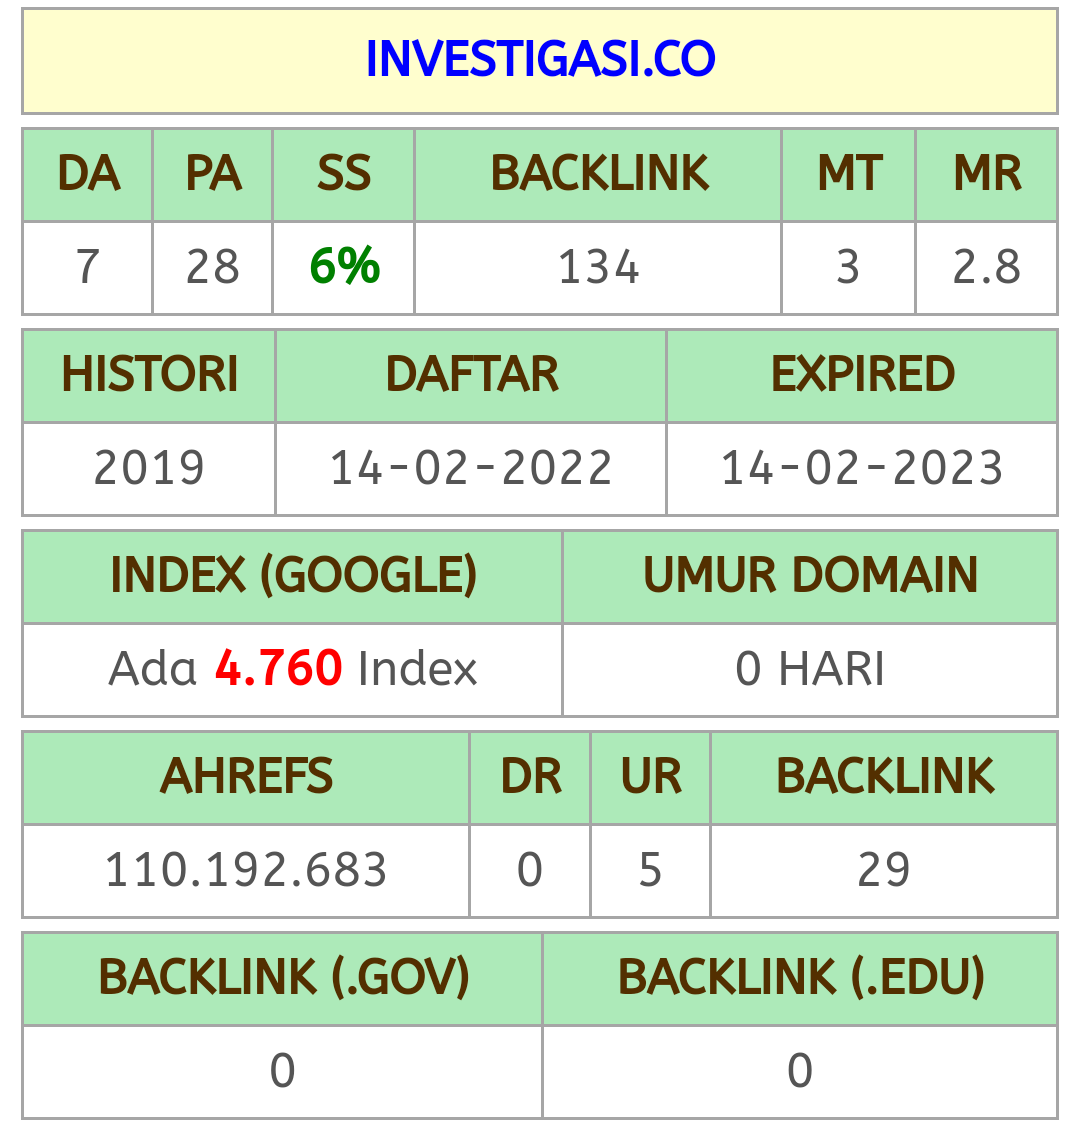 INVESTIGASI.CO
DA PA SS BACKLINK MT MR
7 28 6% 134 3 2.8
HISTORI DAFTAR EXPIRED
2019 14-02-2022 14-02-2023
INDEX (GOOGLE) UMUR DOMAIN
Ada 4.760 Index 0 HARI
AHREFS DR UR BACKLINK
110.192.683 0 5 29
BACKLINK (.GOV) BACKLINK (.EDU)
0 0